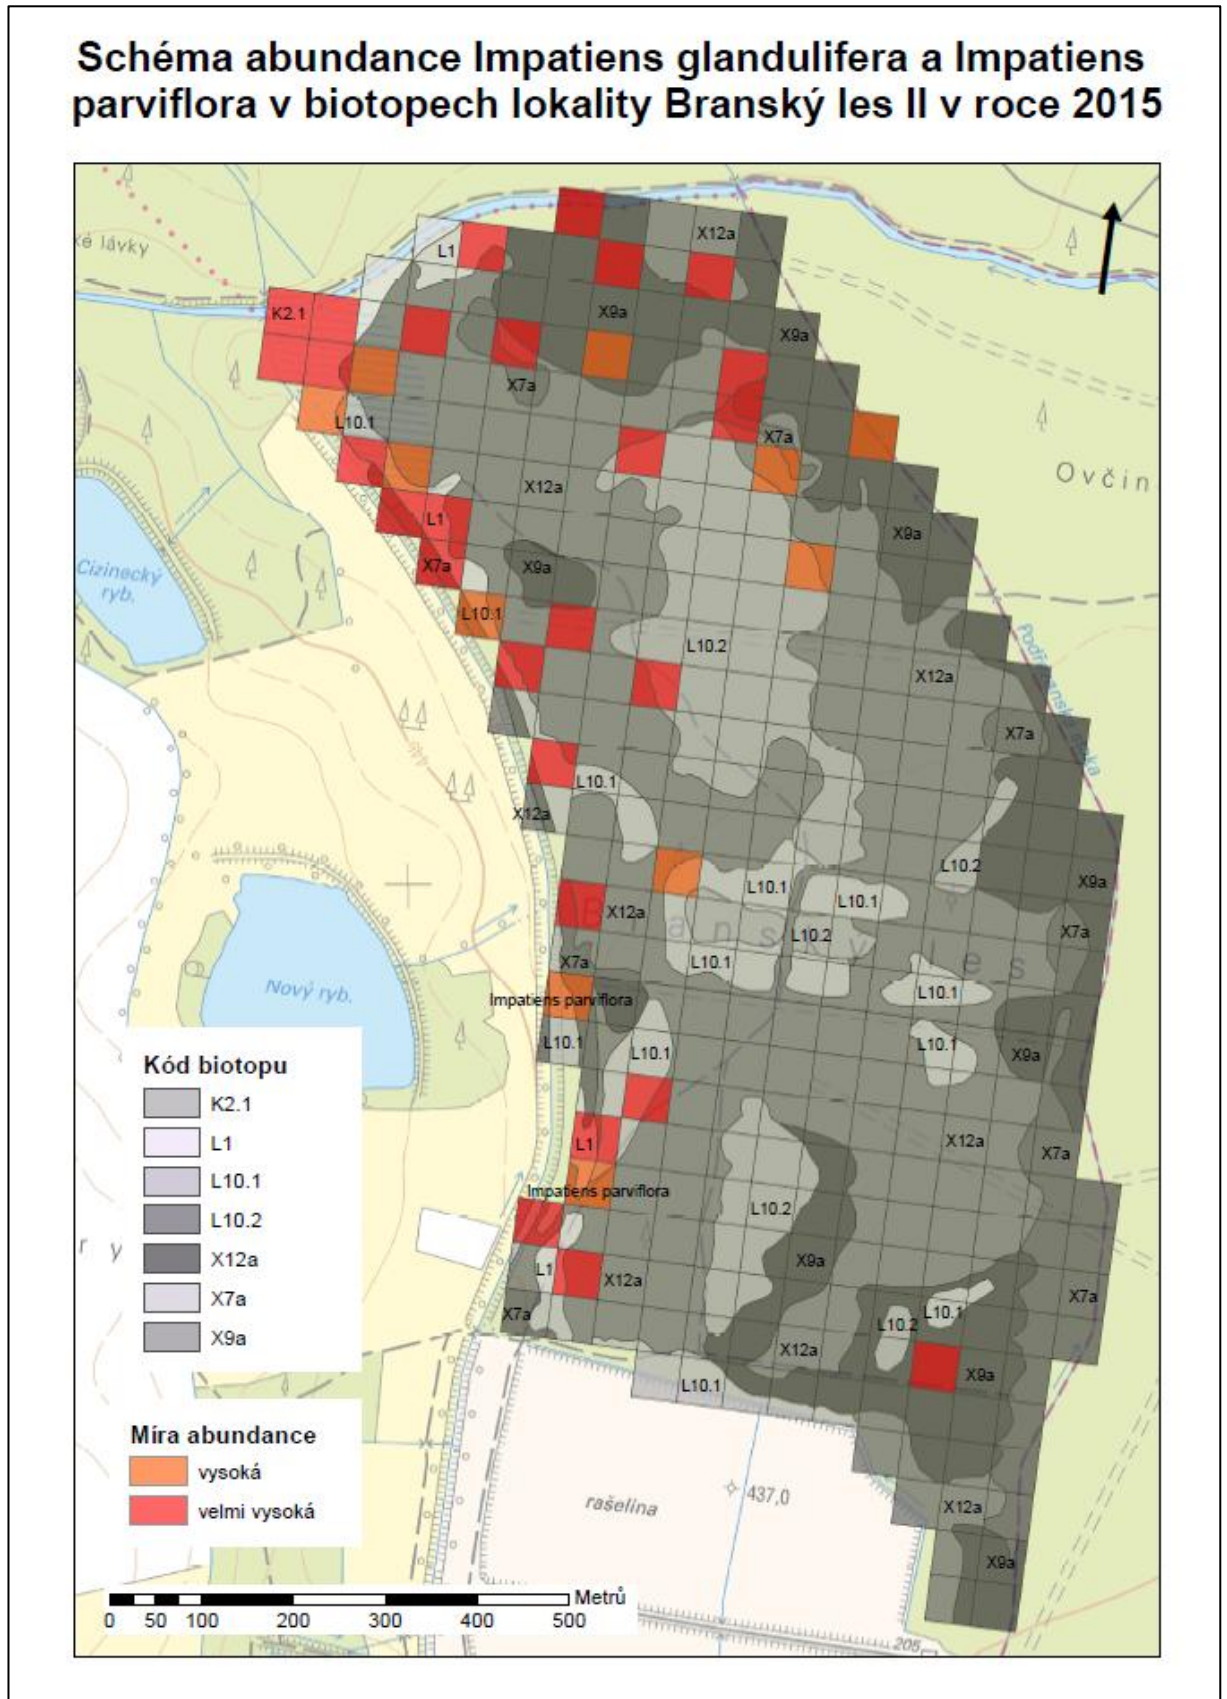 Schéma abundance Impatiens glandulifera a Impatiens
parviflora v biotopech lokality Branský les II v roce 2015
ké lávky
L1
X12a
K2.1
X9a
X9a
X7a
L10.1
X7a
Ovčín
X12a
L1
X9a
Cizinecký
ryb.
X7a
X9a
L10.1
L10.2
X12a
X7a
L10.1
X12a
L10.2
X9a
L10.1
L10.1
X12a
X7a
L10.2
Branský les
X7a
L10.1
L10.1
Nový ryb.
Impatiens parviflora
L10.1
L10.1
L10.1
X9a
Kód biotopu
K2.1
L1
L10.1
L10.2
X12a
X7a
X9a
L1
X12a
X7a
Impatiens parviflora
L10.2
r y
X9a
L1
X12a
X7a
X7a
L10.1
L10.2
X12a
X9a
L10.1
Míra abundance
vysoká
velmi vysoká
rašelina
437,0
X12a
X9a
Metrů
0 50 100 200 300 400 500
205